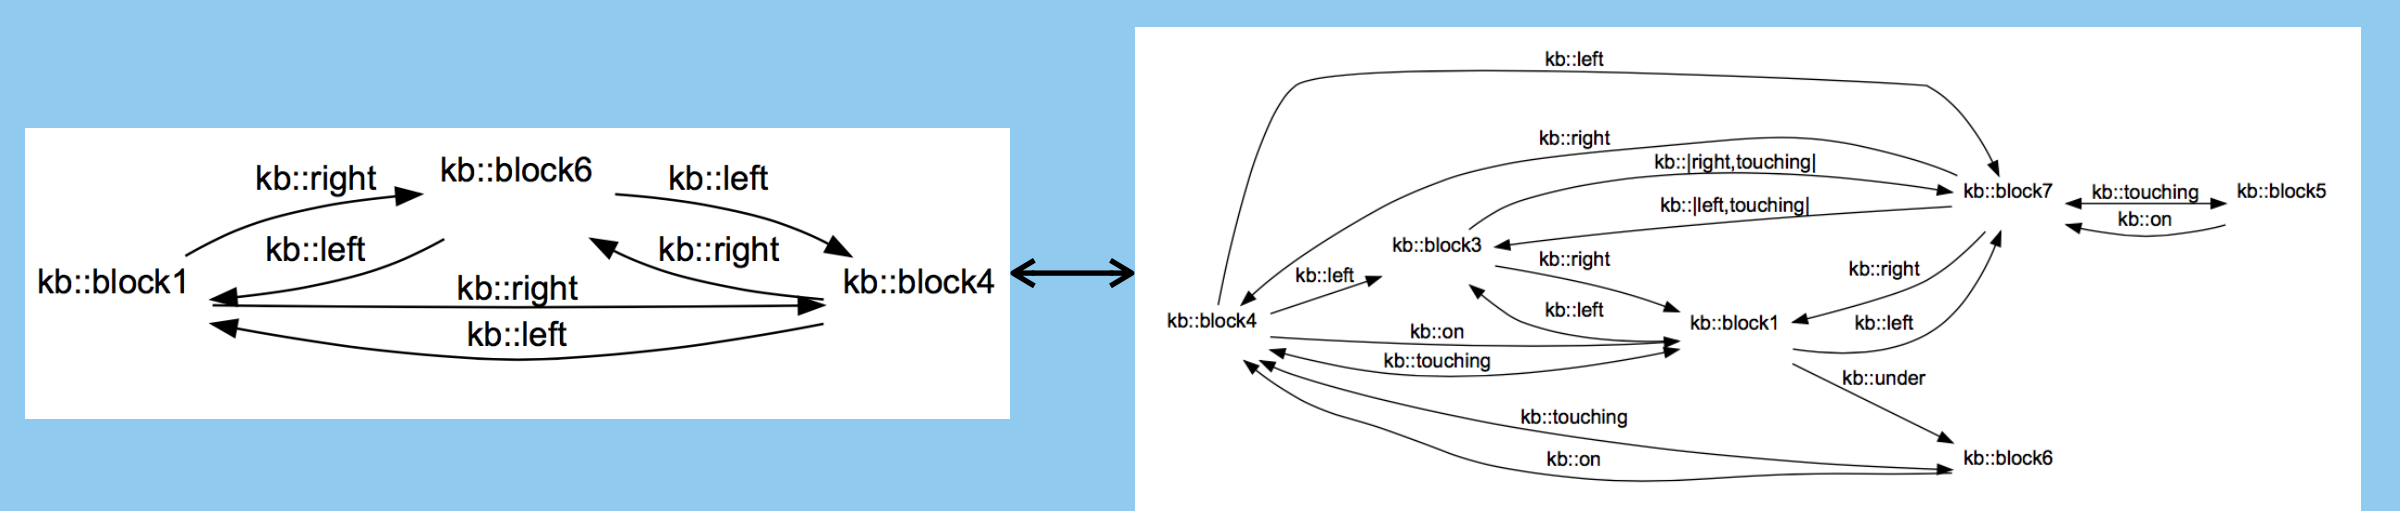 kb::right
kb::block6
kb::left
kb::left
kb::right
kb::block1
kb::right
kb::block4
kb::left
kb::left
kb::right
kb::|right,touching|
kb::block7
kb::touching
kb::block5
kb::|left,touching|
kb::on
kb::block3
kb::right
kb::left
kb::right
kb::left
kb::block4
kb::block1
kb::left
kb::on
kb::touching
kb::under
kb::touching
kb::on
kb::block6